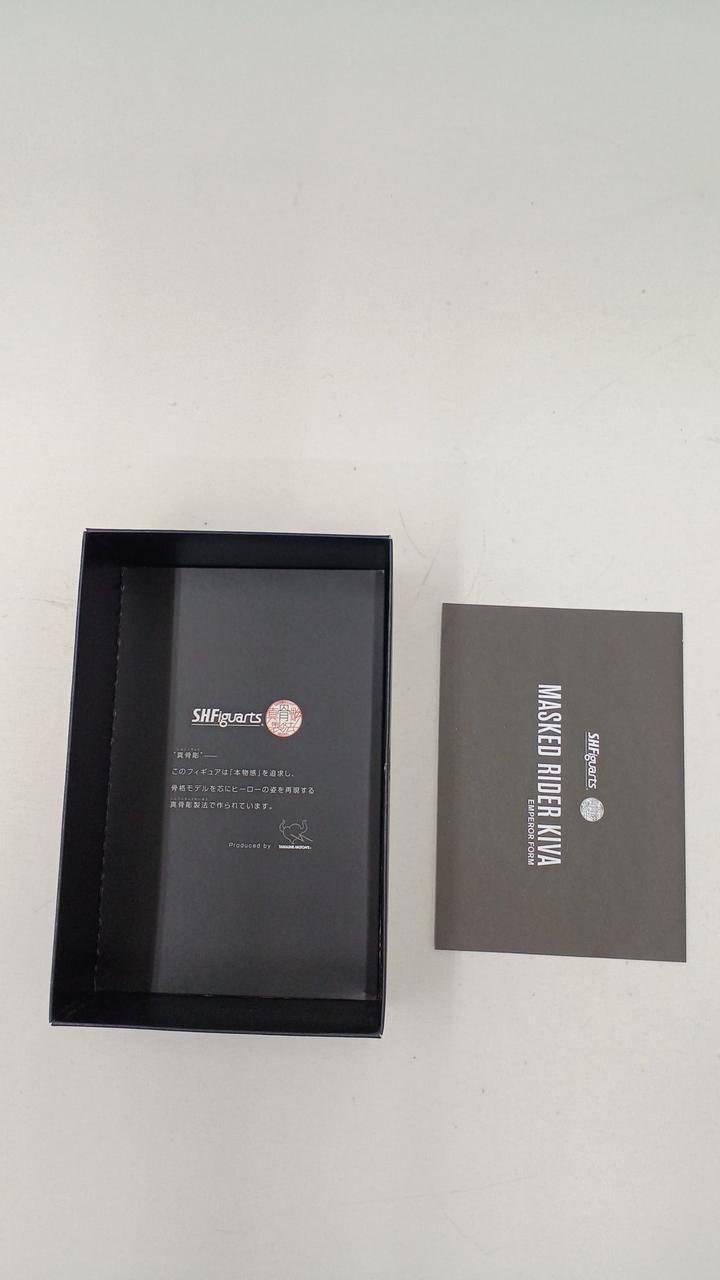 S.H.Figuarts
真骨彫製法
"真骨彫"──
このフィギュアは「本物感」を追求し、
骨格モデルを芯にヒーローの姿を再現する
真骨彫製法で作られています。
Produced by
TAMASHII NATIONS
S.H.Figuarts
MASKED RIDER KIVA
EMPEROR FORM